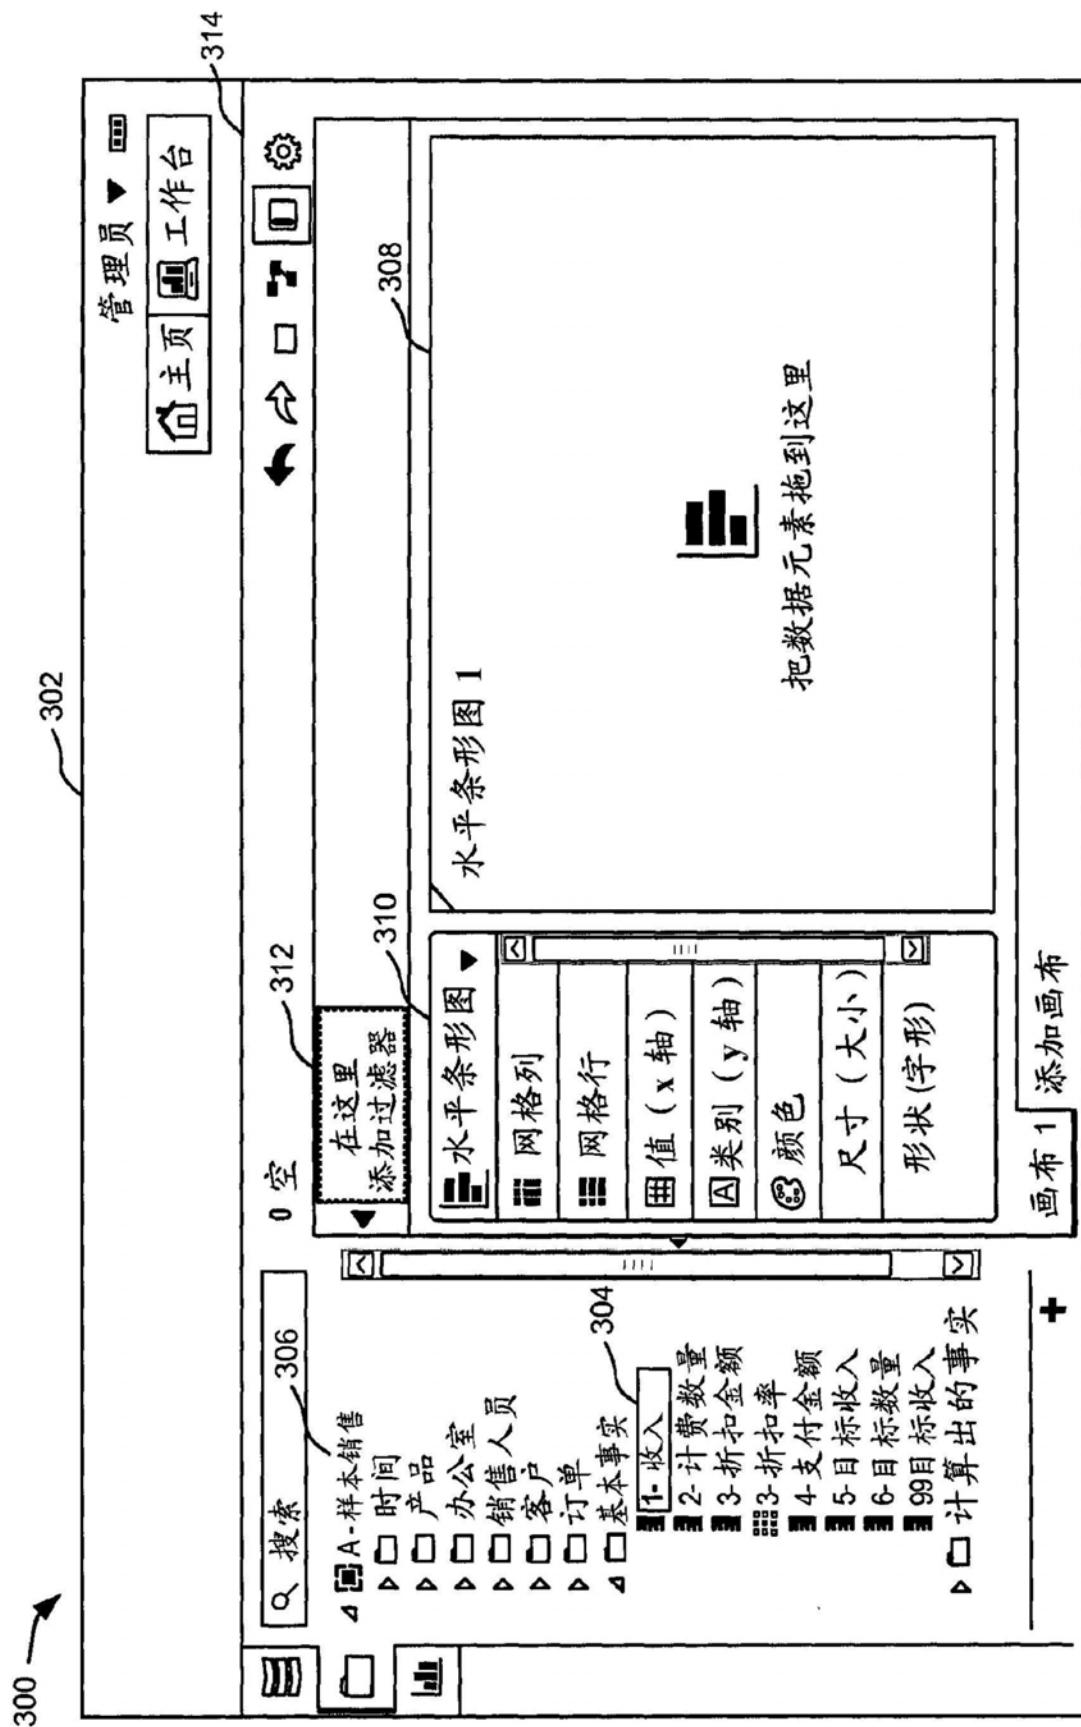 300
302
管理员
主页
工作台
314
搜索
0 空
312
306
A-样本销售
时间
产品
办公室
销售人员
客户
订单
基本事实
304
1- 收入
2- 计费数量
3- 折扣金额
3- 折扣率
4- 支付金额
5- 目标收入
6- 目标数量
99目标收入
计算出的事实
在这里
添加过滤器
310
水平条形图
网格列
网格行
值（x 轴）
A 类别（y 轴）
颜色
尺寸（大小）
形状(字形)
308
水平条形图 1
把数据元素拖到这里
画布 1
添加画布